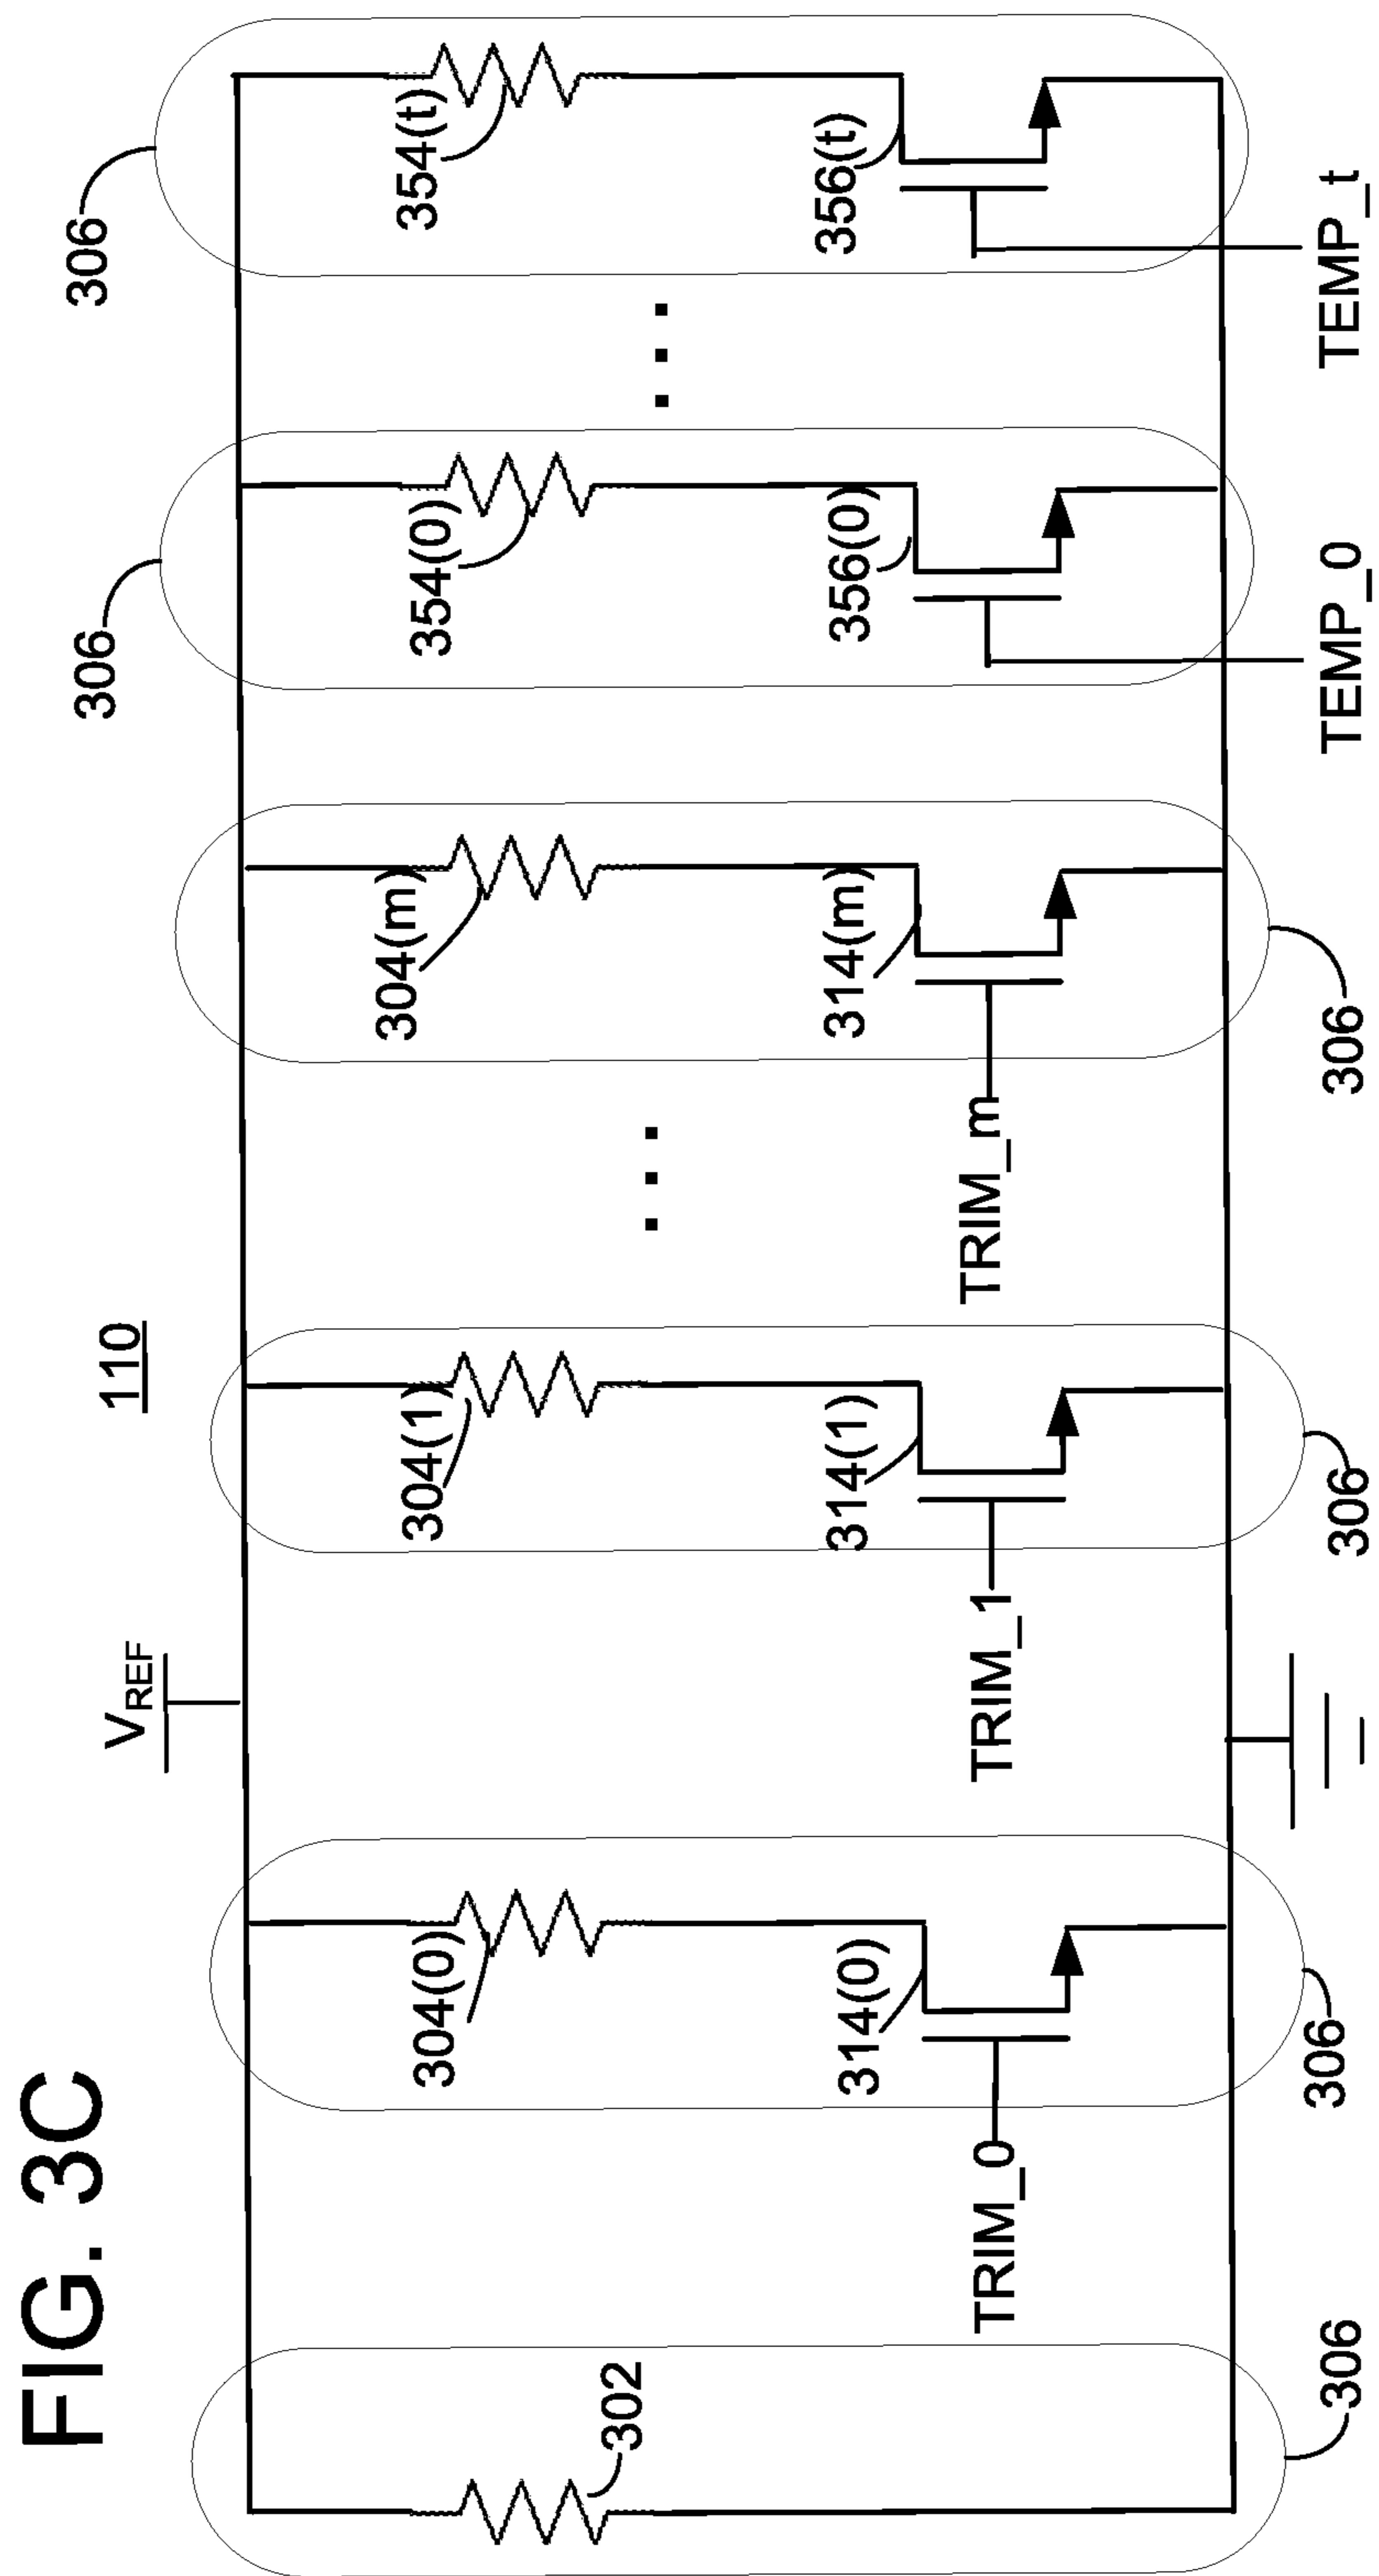 FIG. 3C
110
VREF
306
306
302
304(0)
304(1)
304(m)
354(0)
354(t)
314(0)
314(1)
314(m)
356(0)
356(t)
TRIM_0
TRIM_1
TRIM_m
TEMP_0
TEMP_t
306
306
306
306